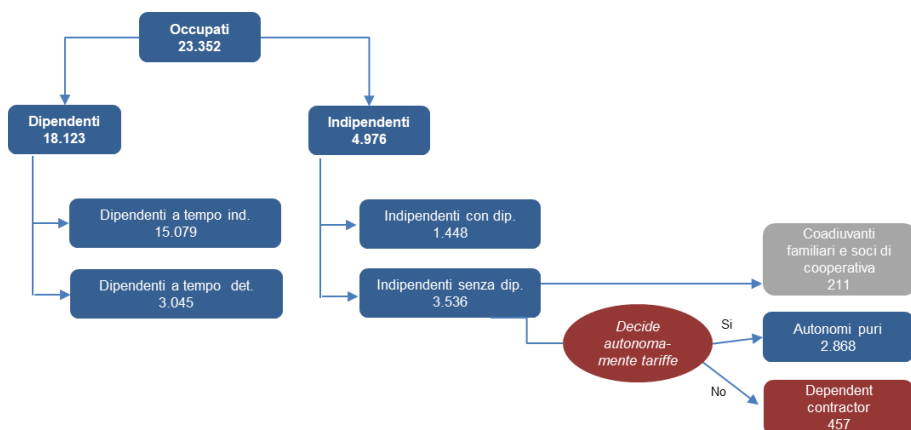 Occupati
23.352
Dipendenti
18.123
Indipendenti
4.976
Dipendenti a tempo ind.
15.079
Indipendenti con dip.
1.448
Coadiuvanti
familiari e soci di
cooperativa
211
Dipendenti a tempo det.
3.045
Indipendenti senza dip.
3.536
Decide
autonoma-
mente tariffe
Si
Autonomi puri
2.868
No
Dependent
contractor
457